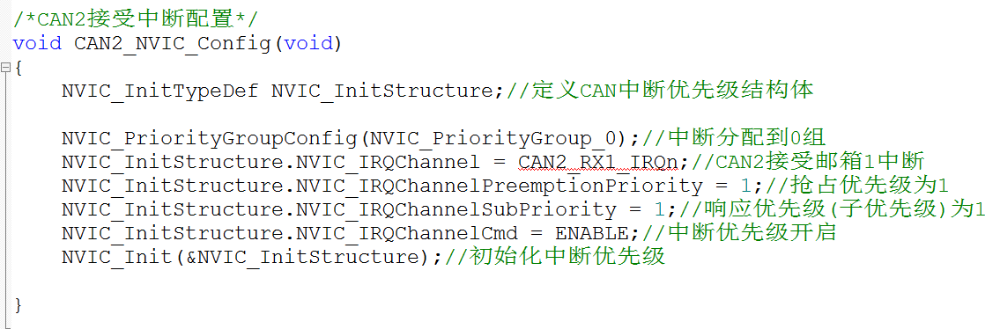 /*CAN2接受中断配置*/
void CAN2_NVIC_Config(void)
{
    NVIC_InitTypeDef NVIC_InitStructure;//定义CAN中断优先级结构体
    NVIC_PriorityGroupConfig(NVIC_PriorityGroup_0);//中断分配到0组
    NVIC_InitStructure.NVIC_IRQChannel = CAN2_RX1_IRQn;//CAN2接受邮箱1中断
    NVIC_InitStructure.NVIC_IRQChannelPreemptionPriority = 1;//抢占优先级为1
    NVIC_InitStructure.NVIC_IRQChannelSubPriority = 1;//响应优先级(子优先级)为1
    NVIC_InitStructure.NVIC_IRQChannelCmd = ENABLE;//中断优先级开启
    NVIC_Init(&NVIC_InitStructure);//初始化中断优先级
}